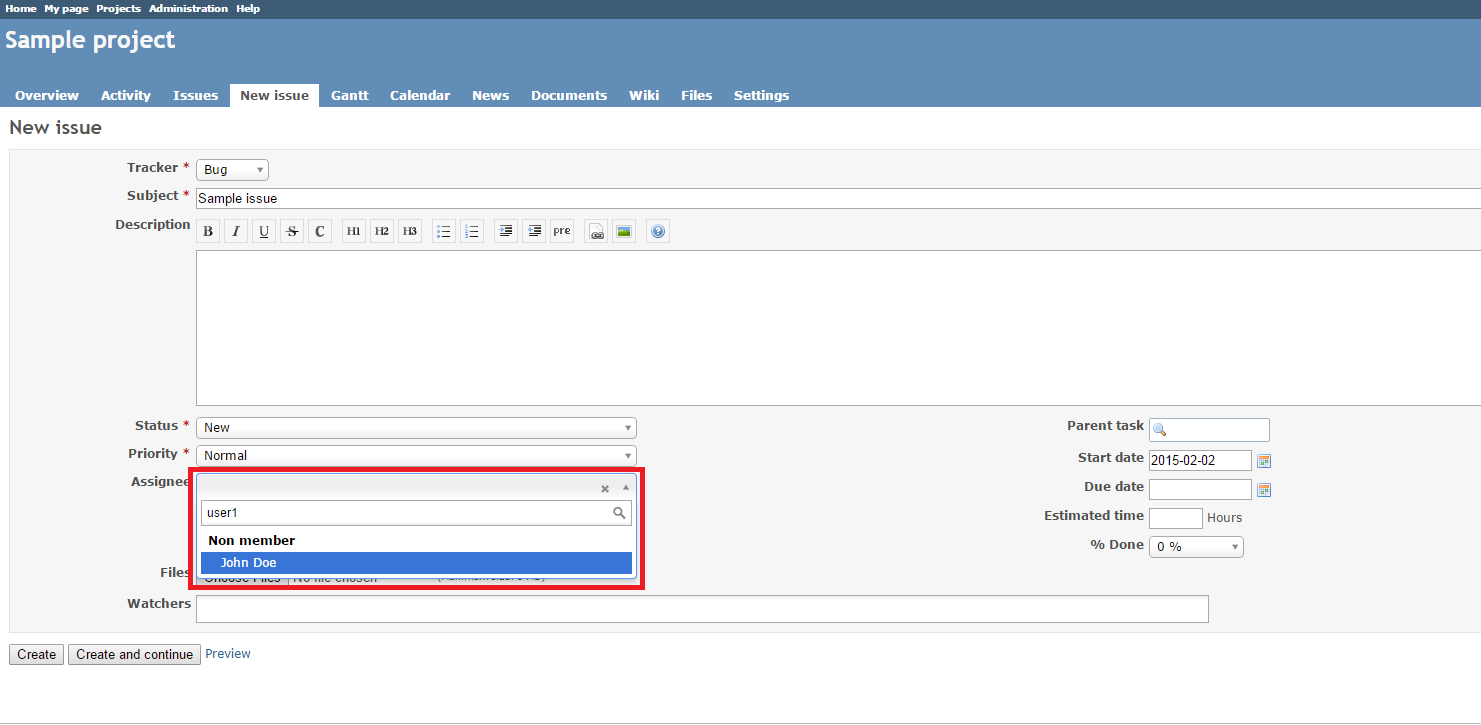 Home My page Projects Administration Help
Sample project
Overview Activity Issues New issue Gantt Calendar News Documents Wiki Files Settings
New issue
Tracker * Bug
Subject * Sample issue
Description B I U S C H1 H2 H3 pre
Status * New
Priority * Normal
Assignee
user1
Non member
John Doe
Files Choose Files No file chosen
Watchers
Parent task
Start date 2015-02-02
Due date
Estimated time Hours
% Done 0 %
Create Create and continue Preview